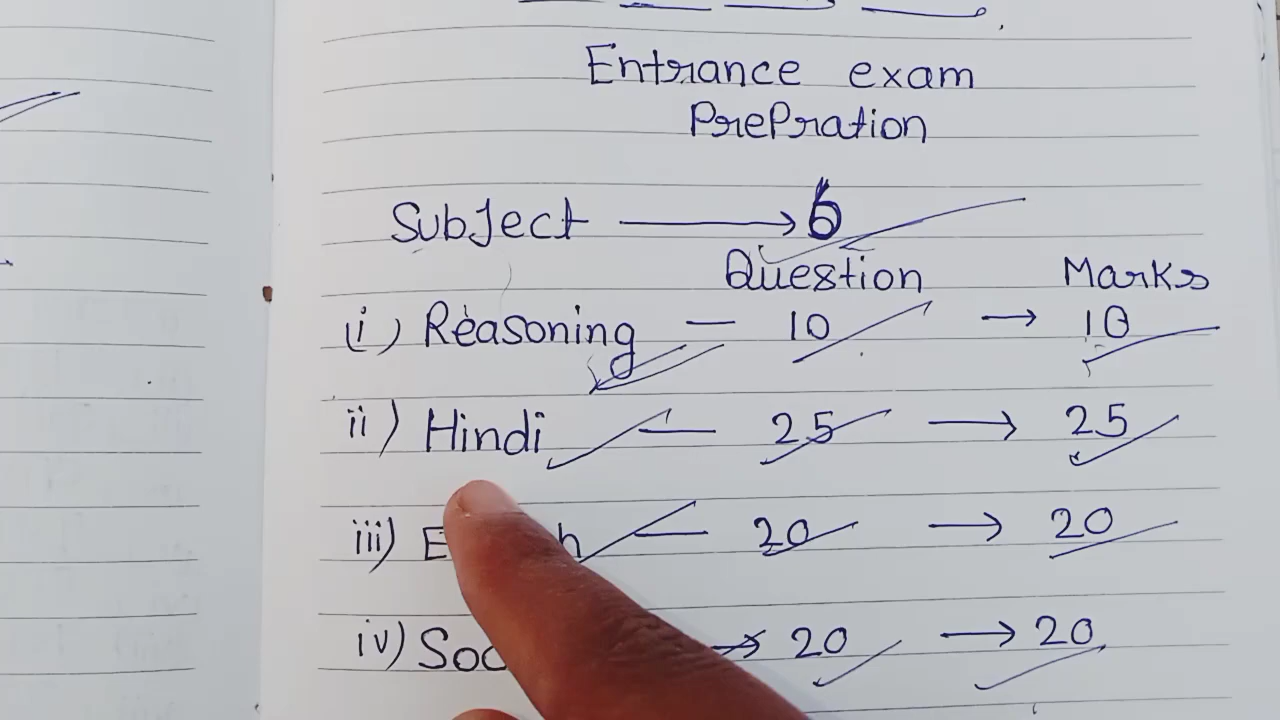 Entrance exam
PrePration
SubJect → 6
Question Marks
(i) Reasoning — 10 → 10
ii) Hindi — 25 → 25
iii) — 20 → 20
iv) → 20 → 20